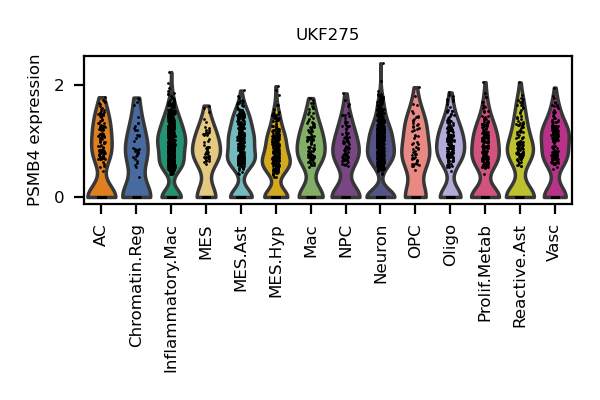 UKF275
PSMB4 expression
2
0
AC
Chromatin.Reg
Inflammatory.Mac
MES
MES.Ast
MES.Hyp
Mac
NPC
Neuron
OPC
Oligo
Prolif.Metab
Reactive.Ast
Vasc